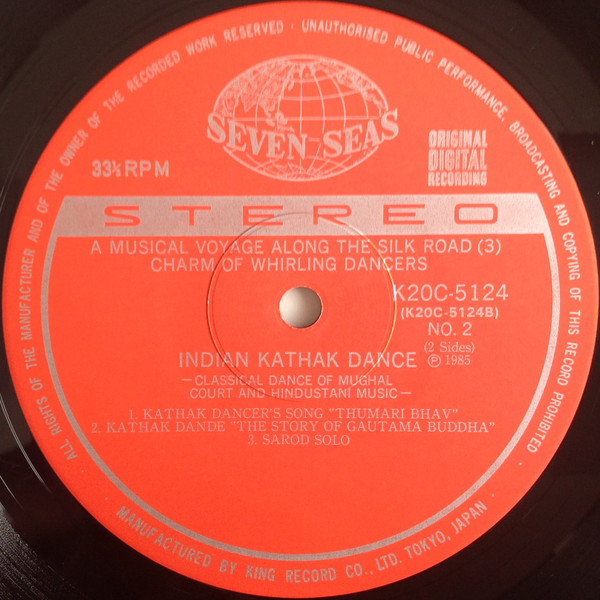 ALL RIGHTS OF THE MANUFACTURER AND OF THE OWNER OF THE RECORDED WORK RESERVED · UNAUTHORISED PUBLIC PERFORMANCE, BROADCASTING AND COPYING OF THIS RECORD PROHIBITED ·
SEVEN SEAS
33⅓ RPM
ORIGINAL
DIGITAL
RECORDING
STEREO
A MUSICAL VOYAGE ALONG THE SILK ROAD (3)
CHARM OF WHIRLING DANCERS
K20C-5124
(K20C-5124B)
NO. 2
(2 Sides)
INDIAN KATHAK DANCE ℗ 1985
—CLASSICAL DANCE OF MUGHAL
COURT AND HINDUSTANI MUSIC—
1. KATHAK DANCER'S SONG "THUMARI BHAV"
2. KATHAK DANDE "THE STORY OF GAUTAMA BUDDHA"
3. SAROD SOLO
· MANUFACTURED BY KING RECORD CO., LTD. TOKYO, JAPAN ·